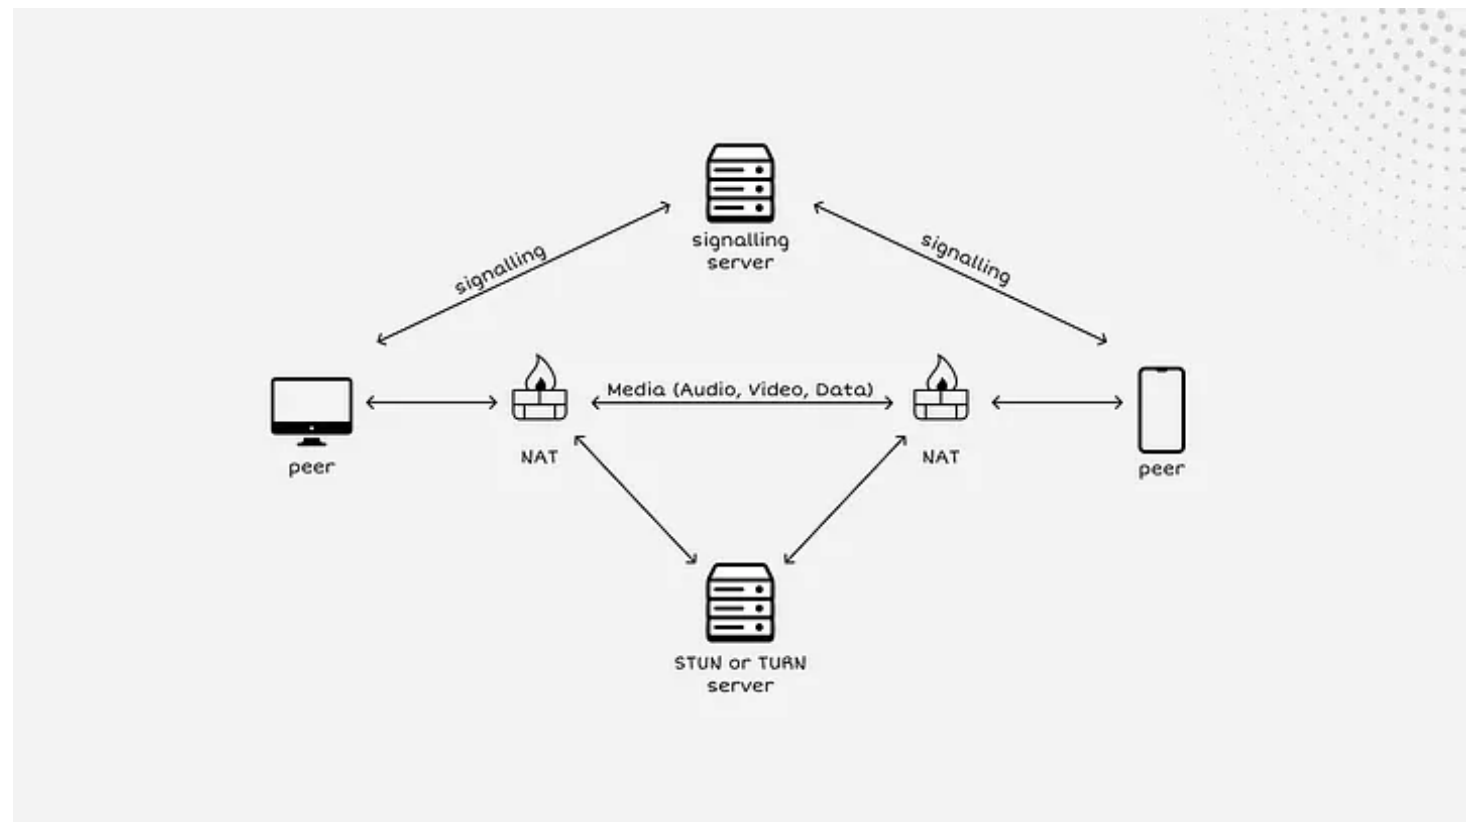 signalling
server
signalling
signalling
Media (Audio, Video, Data)
peer
NAT
NAT
peer
STUN or TURN
server